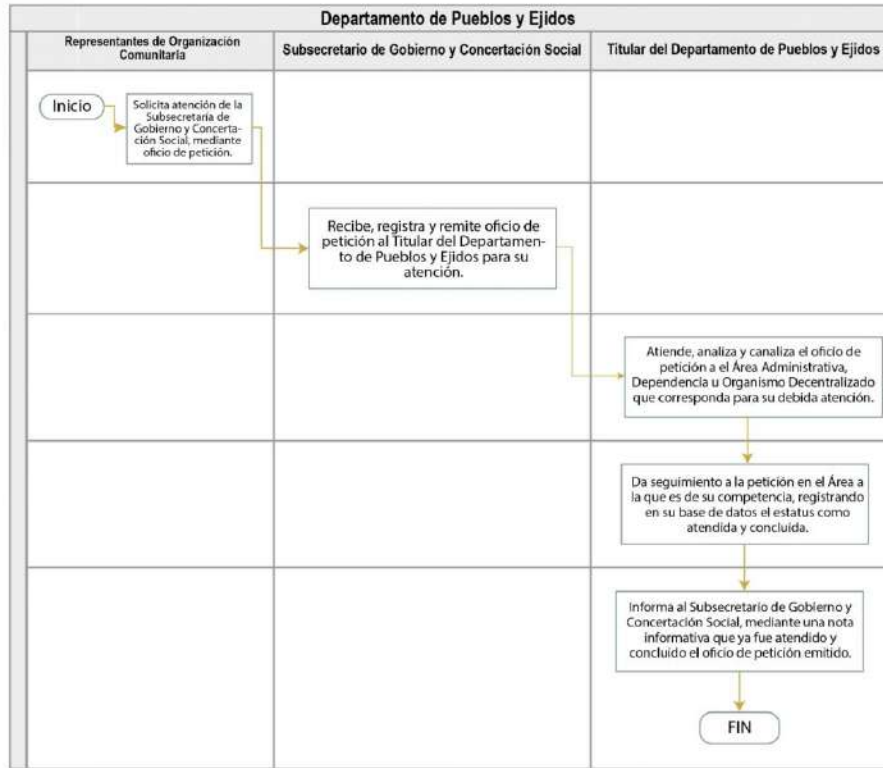 Departamento de Pueblos y Ejidos
Representantes de Organización
Comunitaria
Subsecretario de Gobierno y Concertación Social
Titular del Departamento de Pueblos y Ejidos
Inicio
Solicita atención de la
Subsecretaría de
Gobierno y Concerta-
ción Social, mediante
oficio de petición.
Recibe, registra y remite oficio de
petición al Titular del Departamen-
to de Pueblos y Ejidos para su
atención.
Atiende, analiza y canaliza el oficio de
petición a el Área Administrativa,
Dependencia u Organismo Decentralizado
que corresponda para su debida atención.
Da seguimiento a la petición en el Área a
la que es de su competencia, registrando
en su base de datos el estatus como
atendida y concluida.
Informa al Subsecretario de Gobierno y
Concertación Social, mediante una nota
informativa que ya fue atendido y
concluido el oficio de petición emitido.
FIN